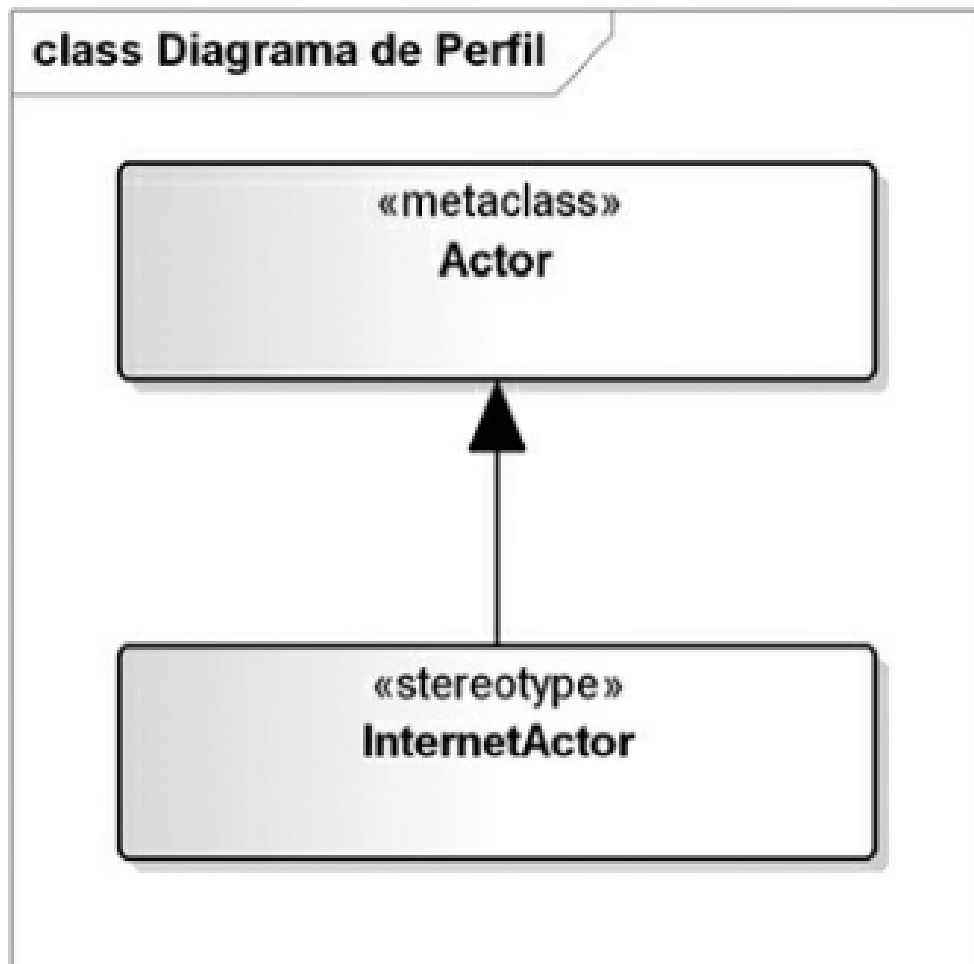 class Diagrama de Perfil
«metaclass»
Actor
«stereotype»
InternetActor